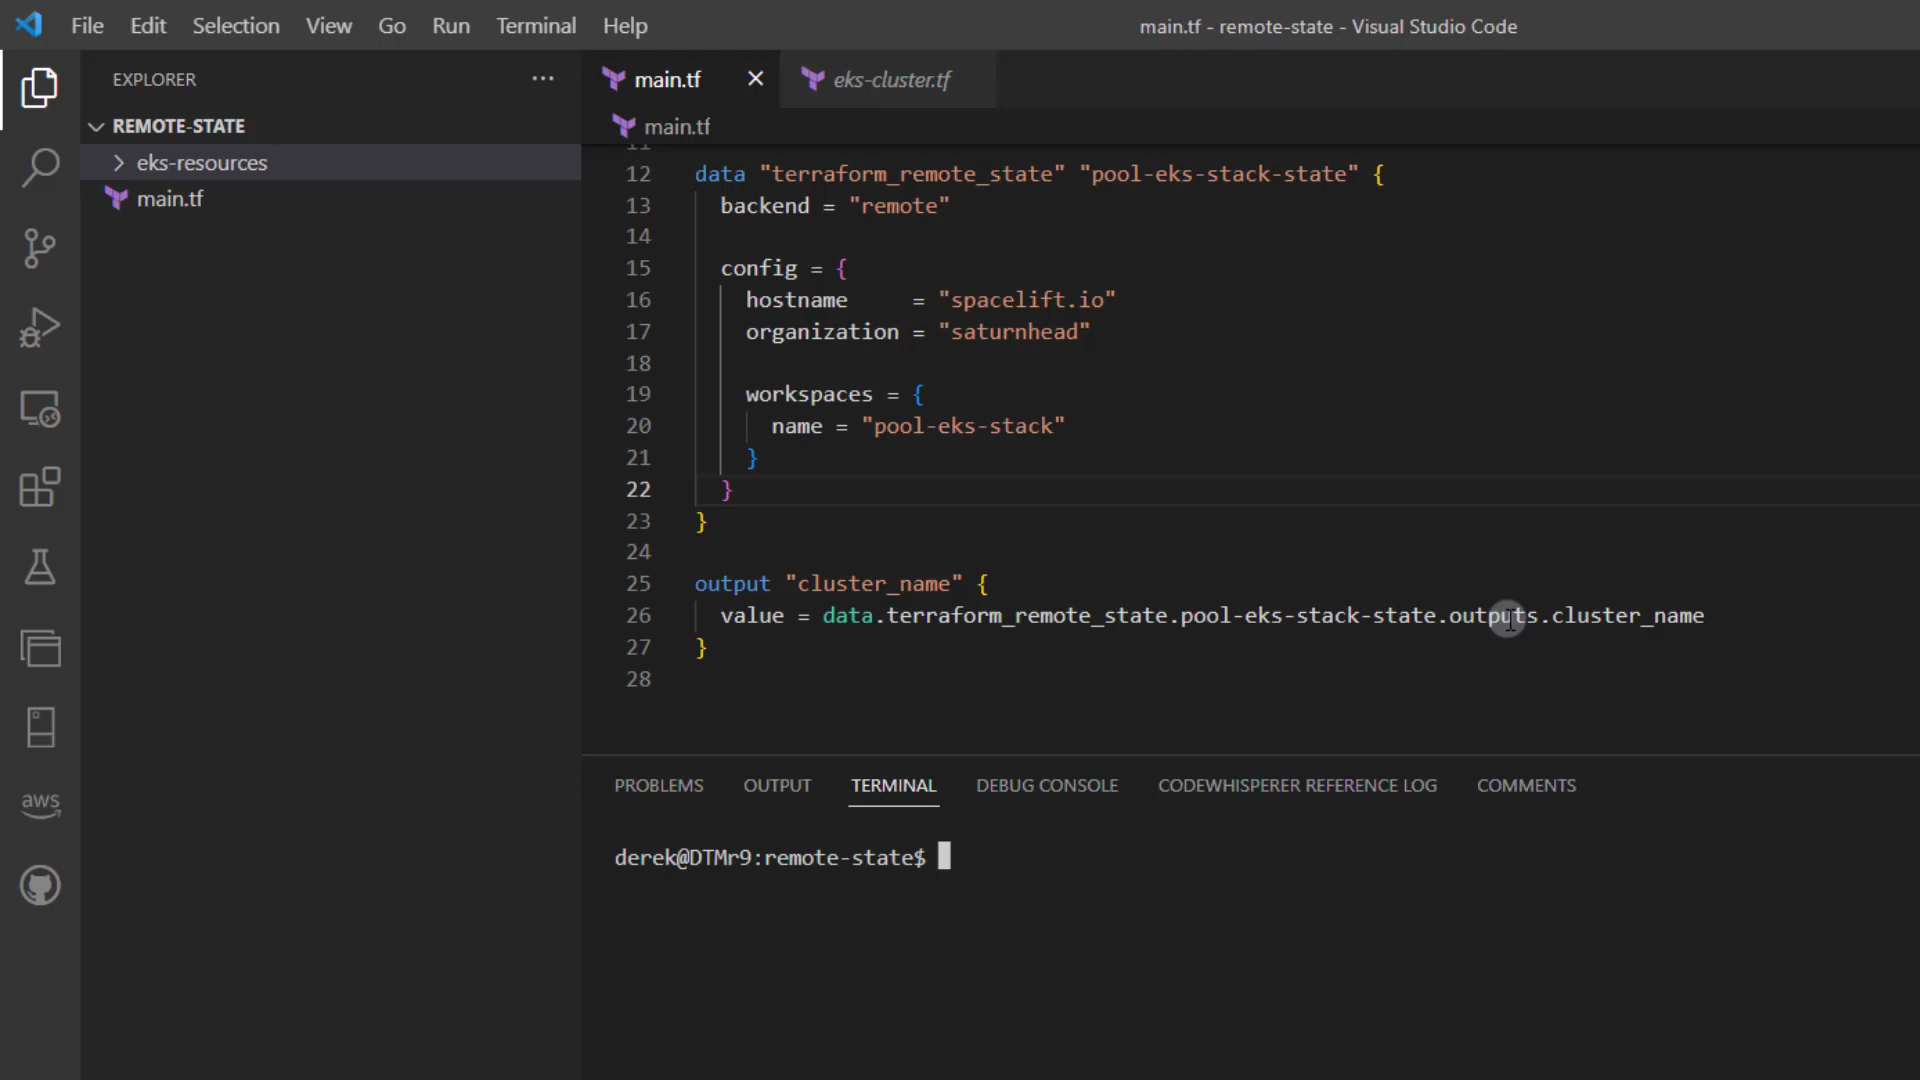 File Edit Selection View Go Run Terminal Help
main.tf - remote-state - Visual Studio Code
EXPLORER
REMOTE-STATE
eks-resources
main.tf
main.tf
eks-cluster.tf
main.tf
11
12 data "terraform_remote_state" "pool-eks-stack-state" {
13 backend = "remote"
14
15 config = {
16 hostname = "spacelift.io"
17 organization = "saturnhead"
18
19 workspaces = {
20 name = "pool-eks-stack"
21 }
22 }
23 }
24
25 output "cluster_name" {
26 value = data.terraform_remote_state.pool-eks-stack-state.outputs.cluster_name
27 }
28
PROBLEMS OUTPUT TERMINAL DEBUG CONSOLE CODEWHISPERER REFERENCE LOG COMMENTS
derek@DTMr9:remote-state$
aws